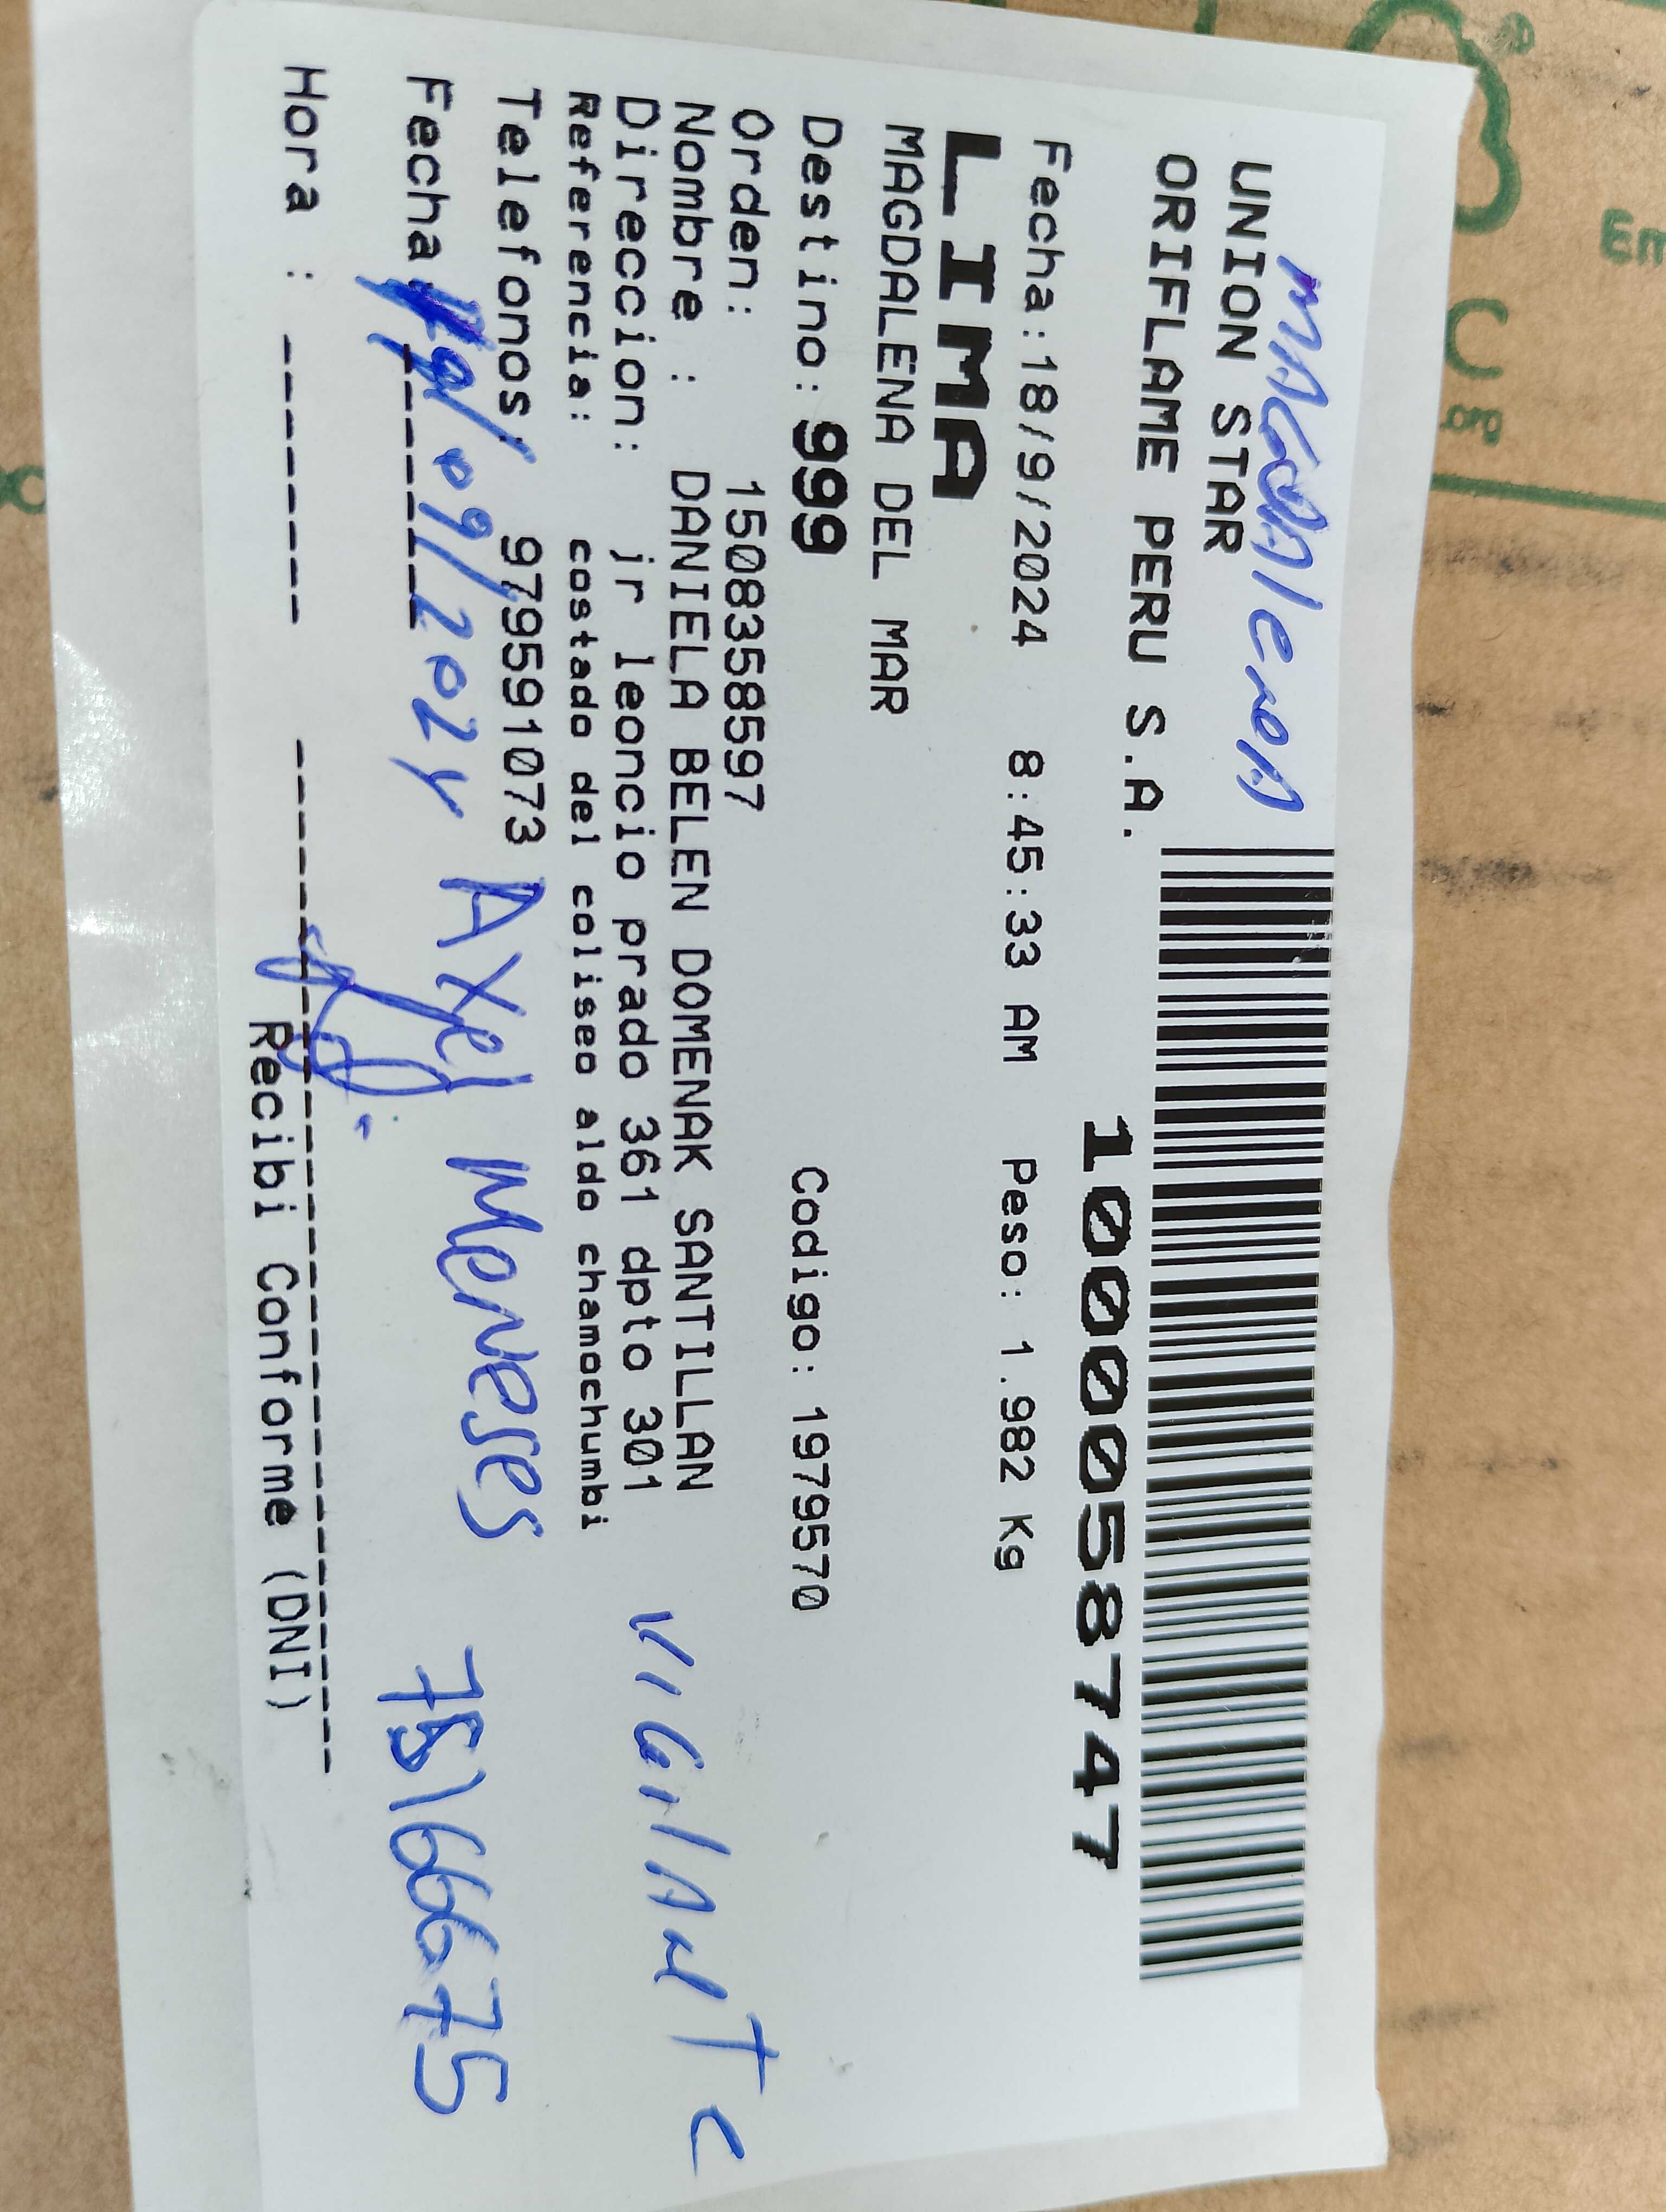 Magdalena
UNION STAR
ORIFLAME PERU S.A.
1000058747
Fecha:18/9/2024 8:45:33 AM Peso: 1.982 Kg
LIMA
MAGDALENA DEL MAR
Destino: 999 Codigo: 1979570
Orden: 1508358597
Nombre : DANIELA BELEN DOMENAK SANTILLAN
Direccion: jr leoncio prado 361 dpto 301
Referencia: costado del coliseo aldo chamochumbi
VIGILANTE
Telefonos: 979591073
Axel Meneses
Fecha: 19/09/2024
75166675
Hora : -------
Recibi Conforme (DNI)
Em